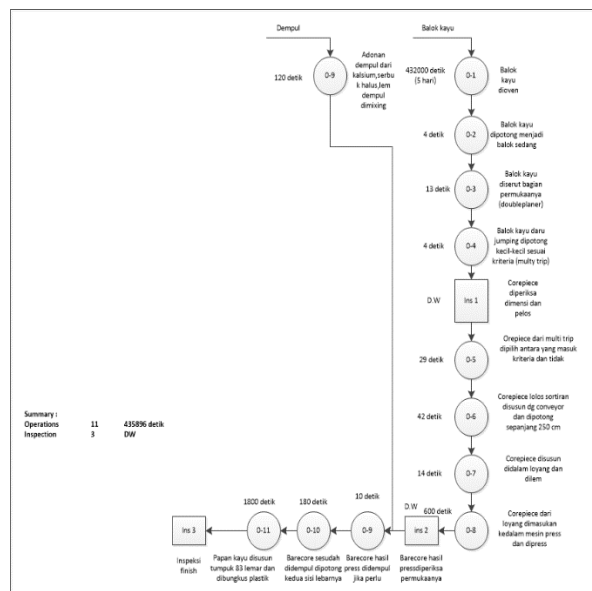 Dempul
Balok kayu
120 detik
0-9
Adonan
dempul dari
kalsium,serbu
k halus,lem
dempul
dimixing
432000 detik
(5 hari)
0-1
Balok
kayu
dioven
4 detik
0-2
Balok kayu
dipotong menjadi
balok sedang
13 detik
0-3
Balok kayu
diserut bagian
permukaanya
(doubleplaner)
4 detik
0-4
Balok kayu daru
jumping dipotong
kecil-kecil sesuai
kriteria (multy trip)
D.W
Ins 1
Corepiece
diperiksa
dimensi dan
pelos
29 detik
0-5
Orepiece dari multi trip
dipilih antara yang masuk
kriteria dan tidak
42 detik
0-6
Corepiece lolos sortiran
disusun dg conveyor
dan dipotong
sepanjang 250 cm
14 detik
0-7
Corepiece disusun
didalam loyang dan
dilem
600 detik
0-8
Corepiece dari
loyang dimasukan
kedalam mesin press
dan dipress
D.W
ins 2
Barecore hasil
pressdiperiksa
permukaanya
10 detik
0-9
Barecore hasil
press didempul
jika perlu
180 detik
0-10
Barecore sesudah
didempul dipotong
kedua sisi lebarnya
1800 detik
0-11
Papan kayu disusun
tumpuk 83 lemar dan
dibungkus plastik
Ins 3
Inspeksi
finish
Summary :
Operations 11 435896 detik
Inspection 3 DW